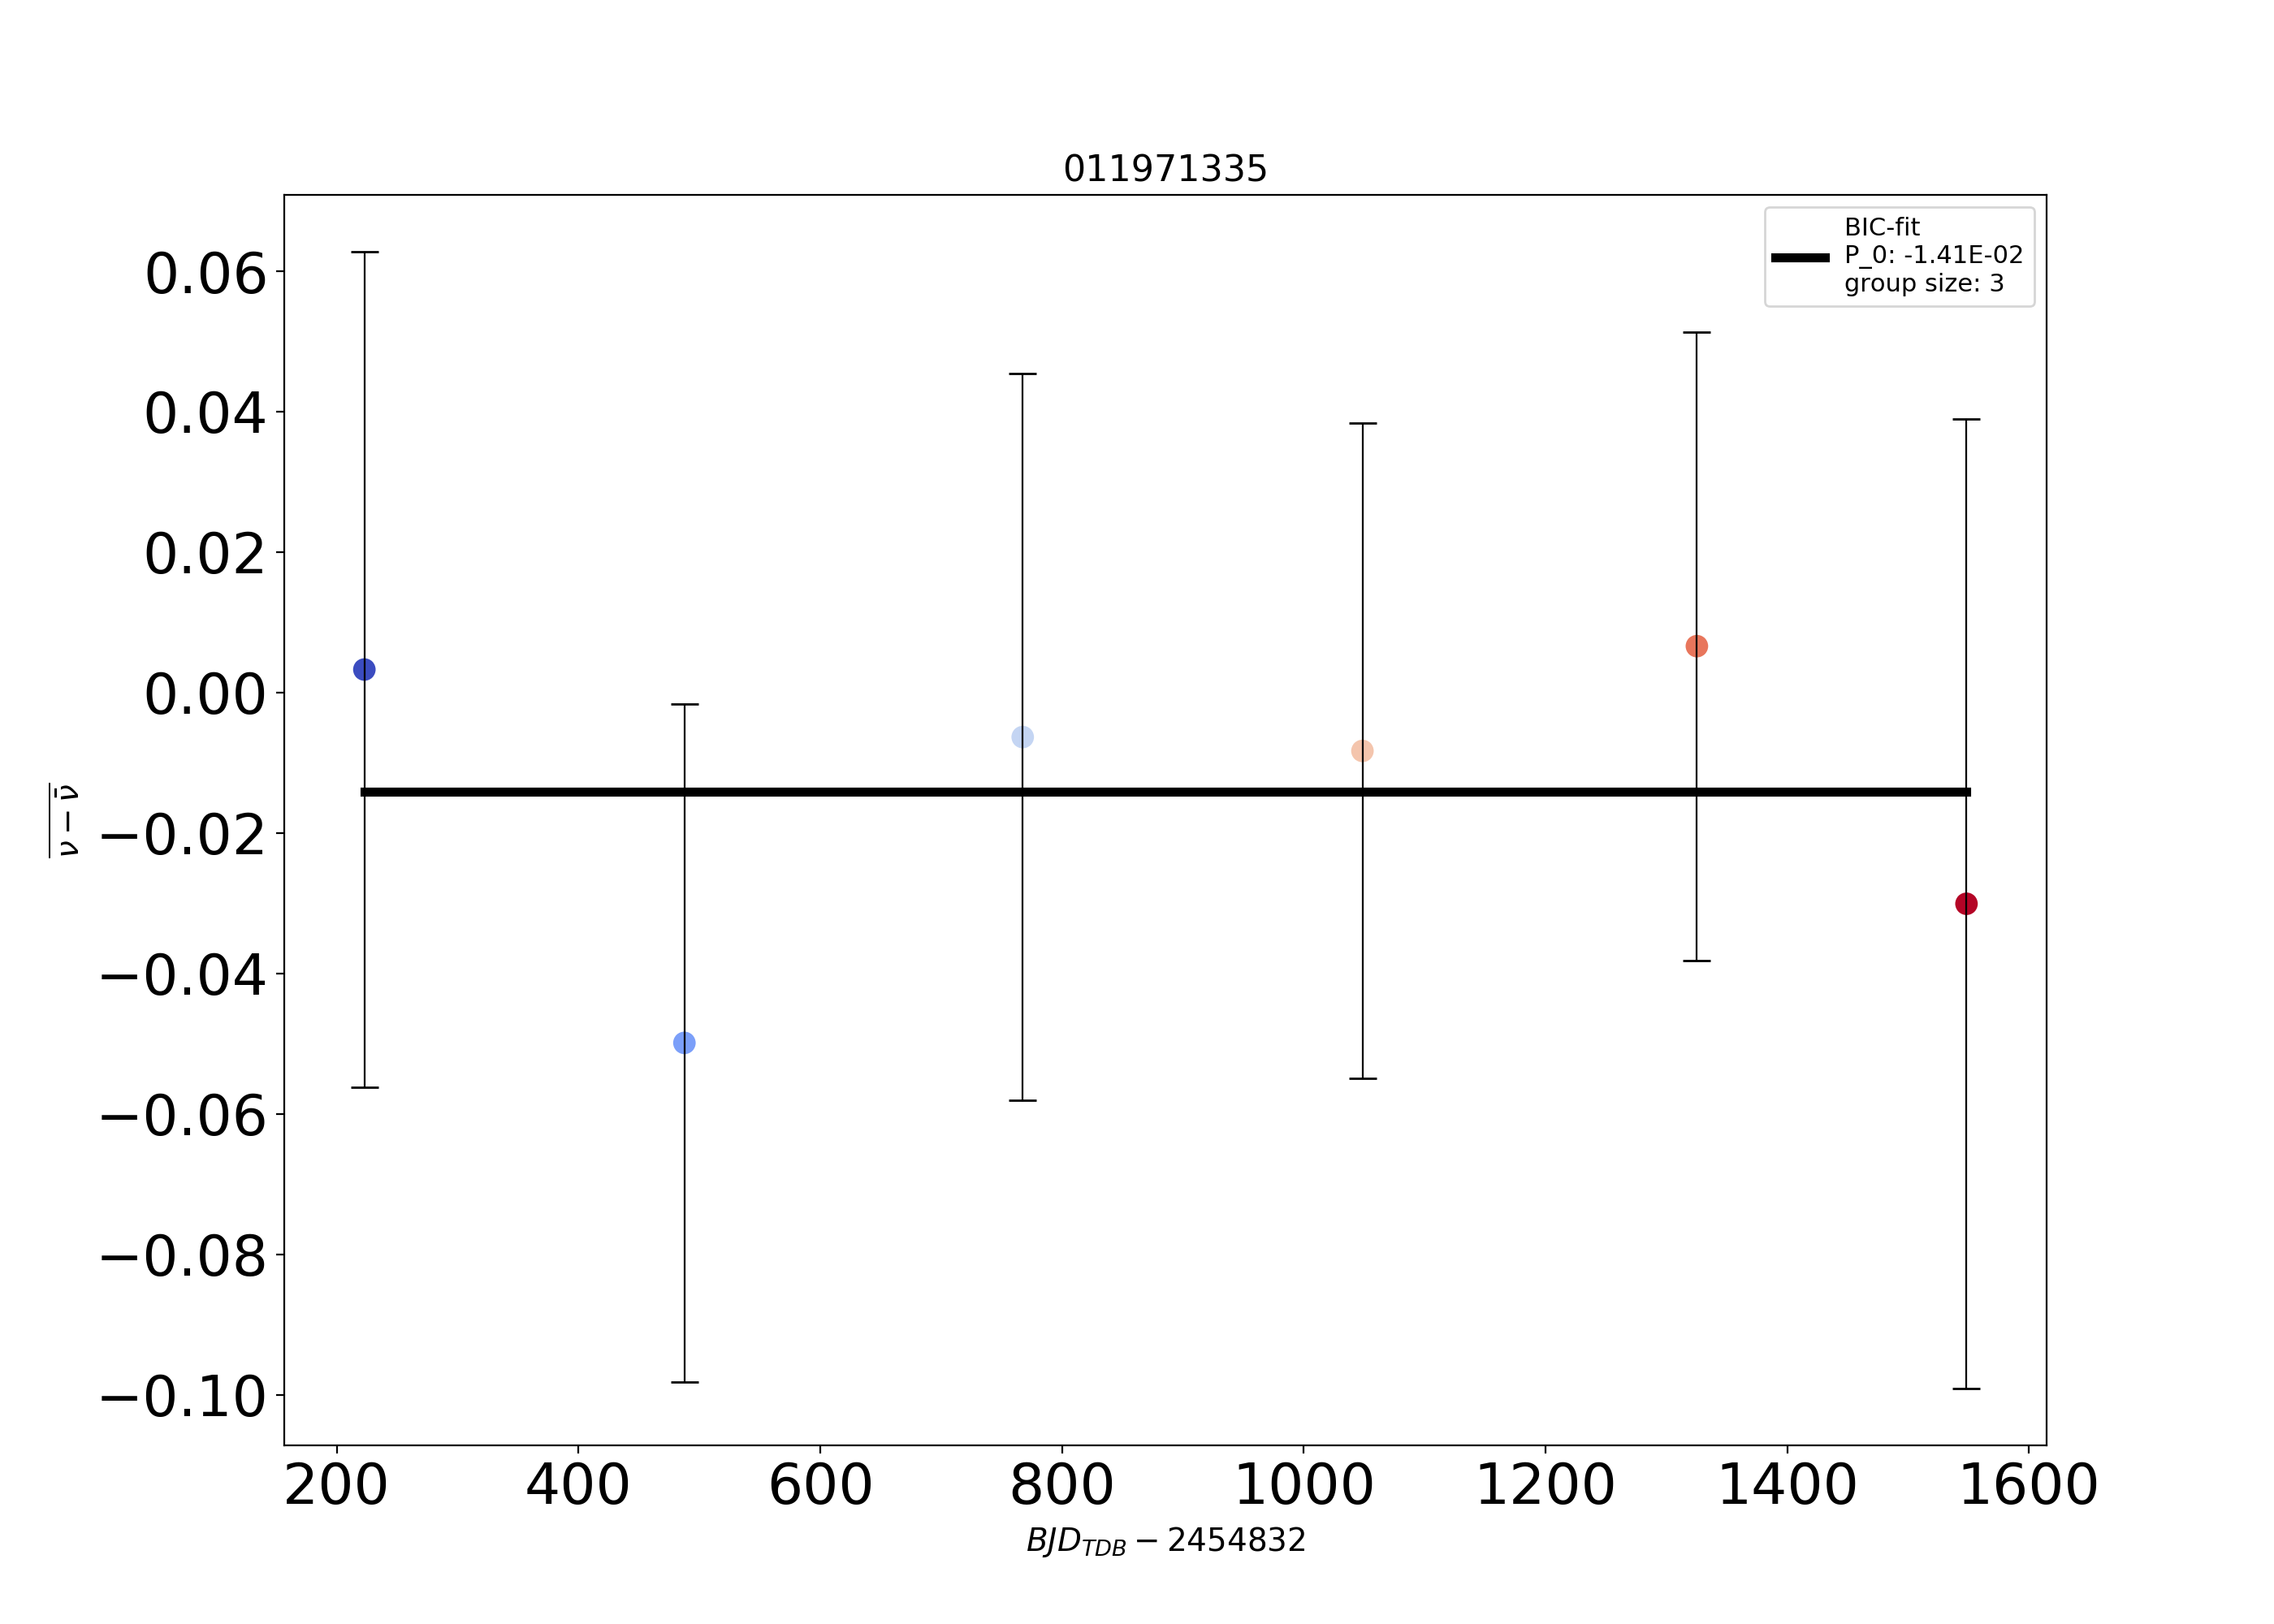 011971335
BIC-fit
P_0: -1.41E-02
group size: 3
0.06
0.04
0.02
0.00
−0.02
−0.04
−0.06
−0.08
−0.10
ν − ν̄
200 400 600 800 1000 1200 1400 1600
BJD_TDB − 2454832